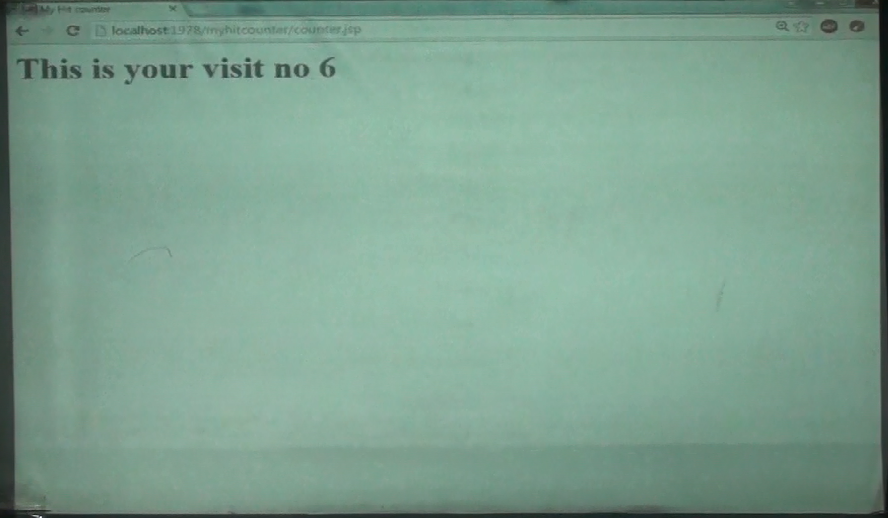 My Hit counter
localhost:1978/myhitcounter/counter.jsp
This is your visit no 6